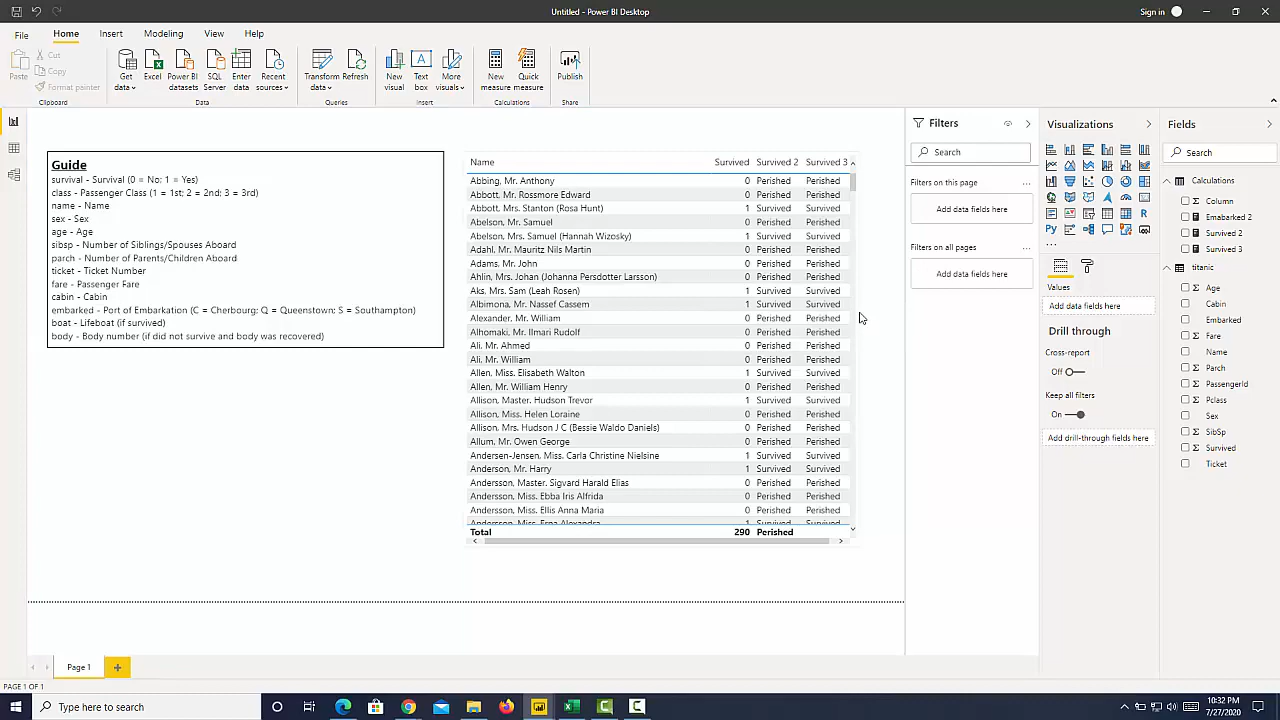 Untitled - Power BI Desktop
Sign in
File Home Insert Modeling View Help
Paste
Cut
Copy
Format painter
Clipboard
Get data
Excel
Power BI datasets
SQL Server
Enter data
Recent sources
Data
Transform data
Refresh
Queries
New visual
Text box
More visuals
Insert
New measure
Quick measure
Calculations
Publish
Share
Guide
survival - Survival (0 = No; 1 = Yes)
class - Passenger Class (1 = 1st; 2 = 2nd; 3 = 3rd)
name - Name
sex - Sex
age - Age
sibsp - Number of Siblings/Spouses Aboard
parch - Number of Parents/Children Aboard
ticket - Ticket Number
fare - Passenger Fare
cabin - Cabin
embarked - Port of Embarkation (C = Cherbourg; Q = Queenstown; S = Southampton)
boat - Lifeboat (if survived)
body - Body number (if did not survive and body was recovered)
Name Survived Survived 2 Survived 3
Abbing, Mr. Anthony 0 Perished Perished
Abbott, Mr. Rossmore Edward 0 Perished Perished
Abbott, Mrs. Stanton (Rosa Hunt) 1 Survived Survived
Abelson, Mr. Samuel 0 Perished Perished
Abelson, Mrs. Samuel (Hannah Wizosky) 1 Survived Survived
Adahl, Mr. Mauritz Nils Martin 0 Perished Perished
Adams, Mr. John 0 Perished Perished
Ahlin, Mrs. Johan (Johanna Persdotter Larsson) 0 Perished Perished
Aks, Mrs. Sam (Leah Rosen) 1 Survived Survived
Albimona, Mr. Nassef Cassem 1 Survived Survived
Alexander, Mr. William 0 Perished Perished
Alhomaki, Mr. Ilmari Rudolf 0 Perished Perished
Ali, Mr. Ahmed 0 Perished Perished
Ali, Mr. William 0 Perished Perished
Allen, Miss. Elisabeth Walton 1 Survived Survived
Allen, Mr. William Henry 0 Perished Perished
Allison, Master. Hudson Trevor 1 Survived Survived
Allison, Miss. Helen Loraine 0 Perished Perished
Allison, Mrs. Hudson J C (Bessie Waldo Daniels) 0 Perished Perished
Allum, Mr. Owen George 0 Perished Perished
Andersen-Jensen, Miss. Carla Christine Nielsine 1 Survived Survived
Anderson, Mr. Harry 1 Survived Survived
Andersson, Master. Sigvard Harald Elias 0 Perished Perished
Andersson, Miss. Ebba Iris Alfrida 0 Perished Perished
Andersson, Miss. Ellis Anna Maria 0 Perished Perished
Andersson, Miss. Erna Alexandra 1 Survived Survived
Total 290 Perished
Filters
Search
Filters on this page
Add data fields here
Filters on all pages
Add data fields here
Visualizations
R
Py
Values
Add data fields here
Drill through
Cross-report
Off
Keep all filters
On
Add drill-through fields here
Fields
Search
Calculations
Column
Embarked 2
Survived 2
Survived 3
titanic
Age
Cabin
Embarked
Fare
Name
Parch
PassengerId
Pclass
Sex
SibSp
Survived
Ticket
Page 1
PAGE 1 OF 1
Type here to search
10:32 PM
7/27/2020